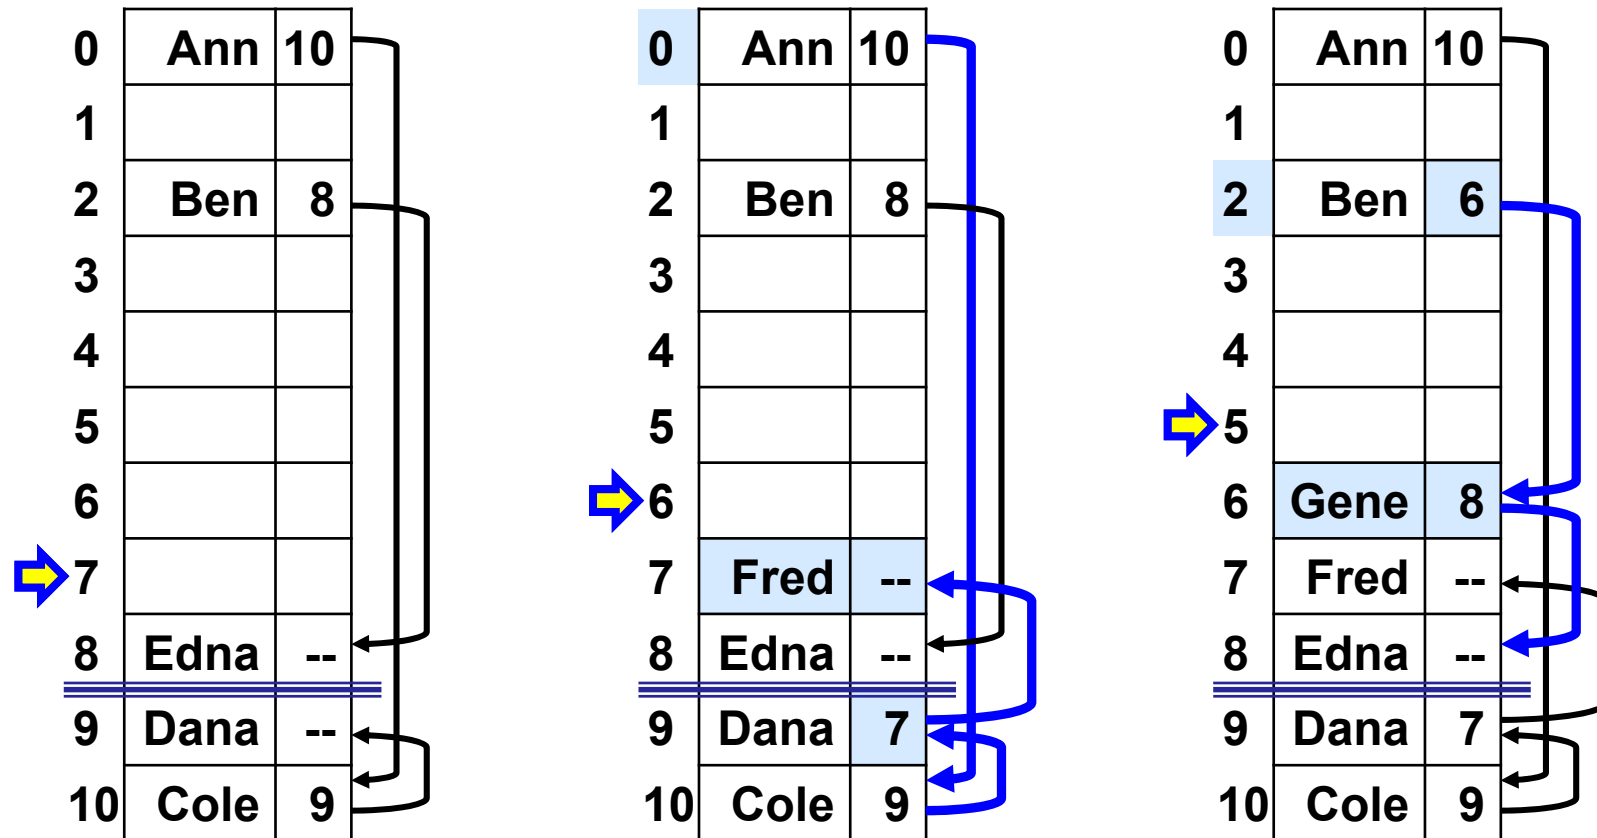 0 Ann 10
1
2 Ben 8
3
4
5
6
7
8 Edna --
9 Dana --
10 Cole 9
0 Ann 10
1
2 Ben 8
3
4
5
6
7 Fred --
8 Edna --
9 Dana 7
10 Cole 9
0 Ann 10
1
2 Ben 6
3
4
5
6 Gene 8
7 Fred --
8 Edna --
9 Dana 7
10 Cole 9